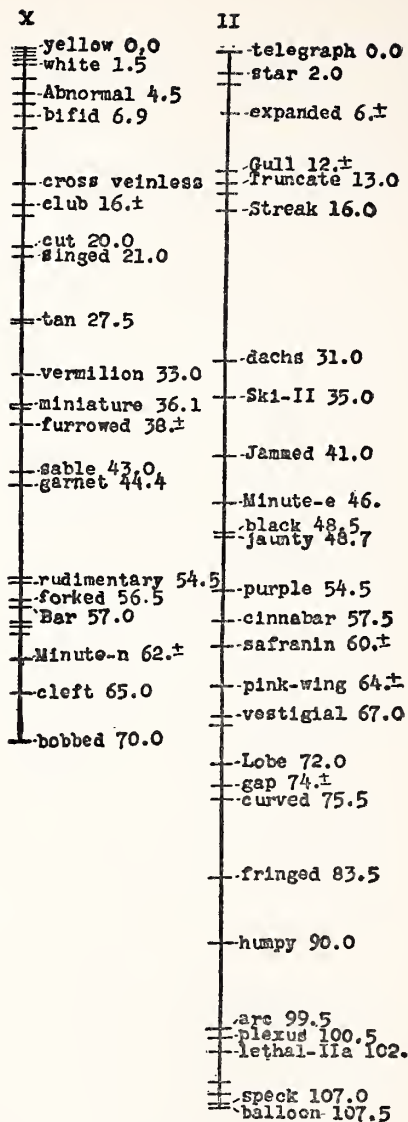 X
yellow 0,0
white 1.5
Abnormal 4.5
bifid 6.9
cross veinless
club 16.±
cut 20.0
singed 21.0
tan 27.5
vermilion 33.0
miniature 36.1
furrowed 38.±
sable 43.0
garnet 44.4
rudimentary 54.5
forked 56.5
Bar 57.0
Minute-n 62.±
cleft 65.0
bobbed 70.0
II
telegraph 0.0
star 2.0
expanded 6.±
Gull 12.±
Truncate 13.0
Streak 16.0
dachs 31.0
Ski-II 35.0
Jammed 41.0
Minute-e 46.
black 48.5
jaunty 48.7
purple 54.5
cinnabar 57.5
safranin 60.±
pink-wing 64.±
vestigial 67.0
Lobe 72.0
gap 74.±
curved 75.5
fringed 83.5
humpy 90.0
arc 99.5
plexus 100.5
lethal-IIa 102.
speck 107.0
balloon 107.5